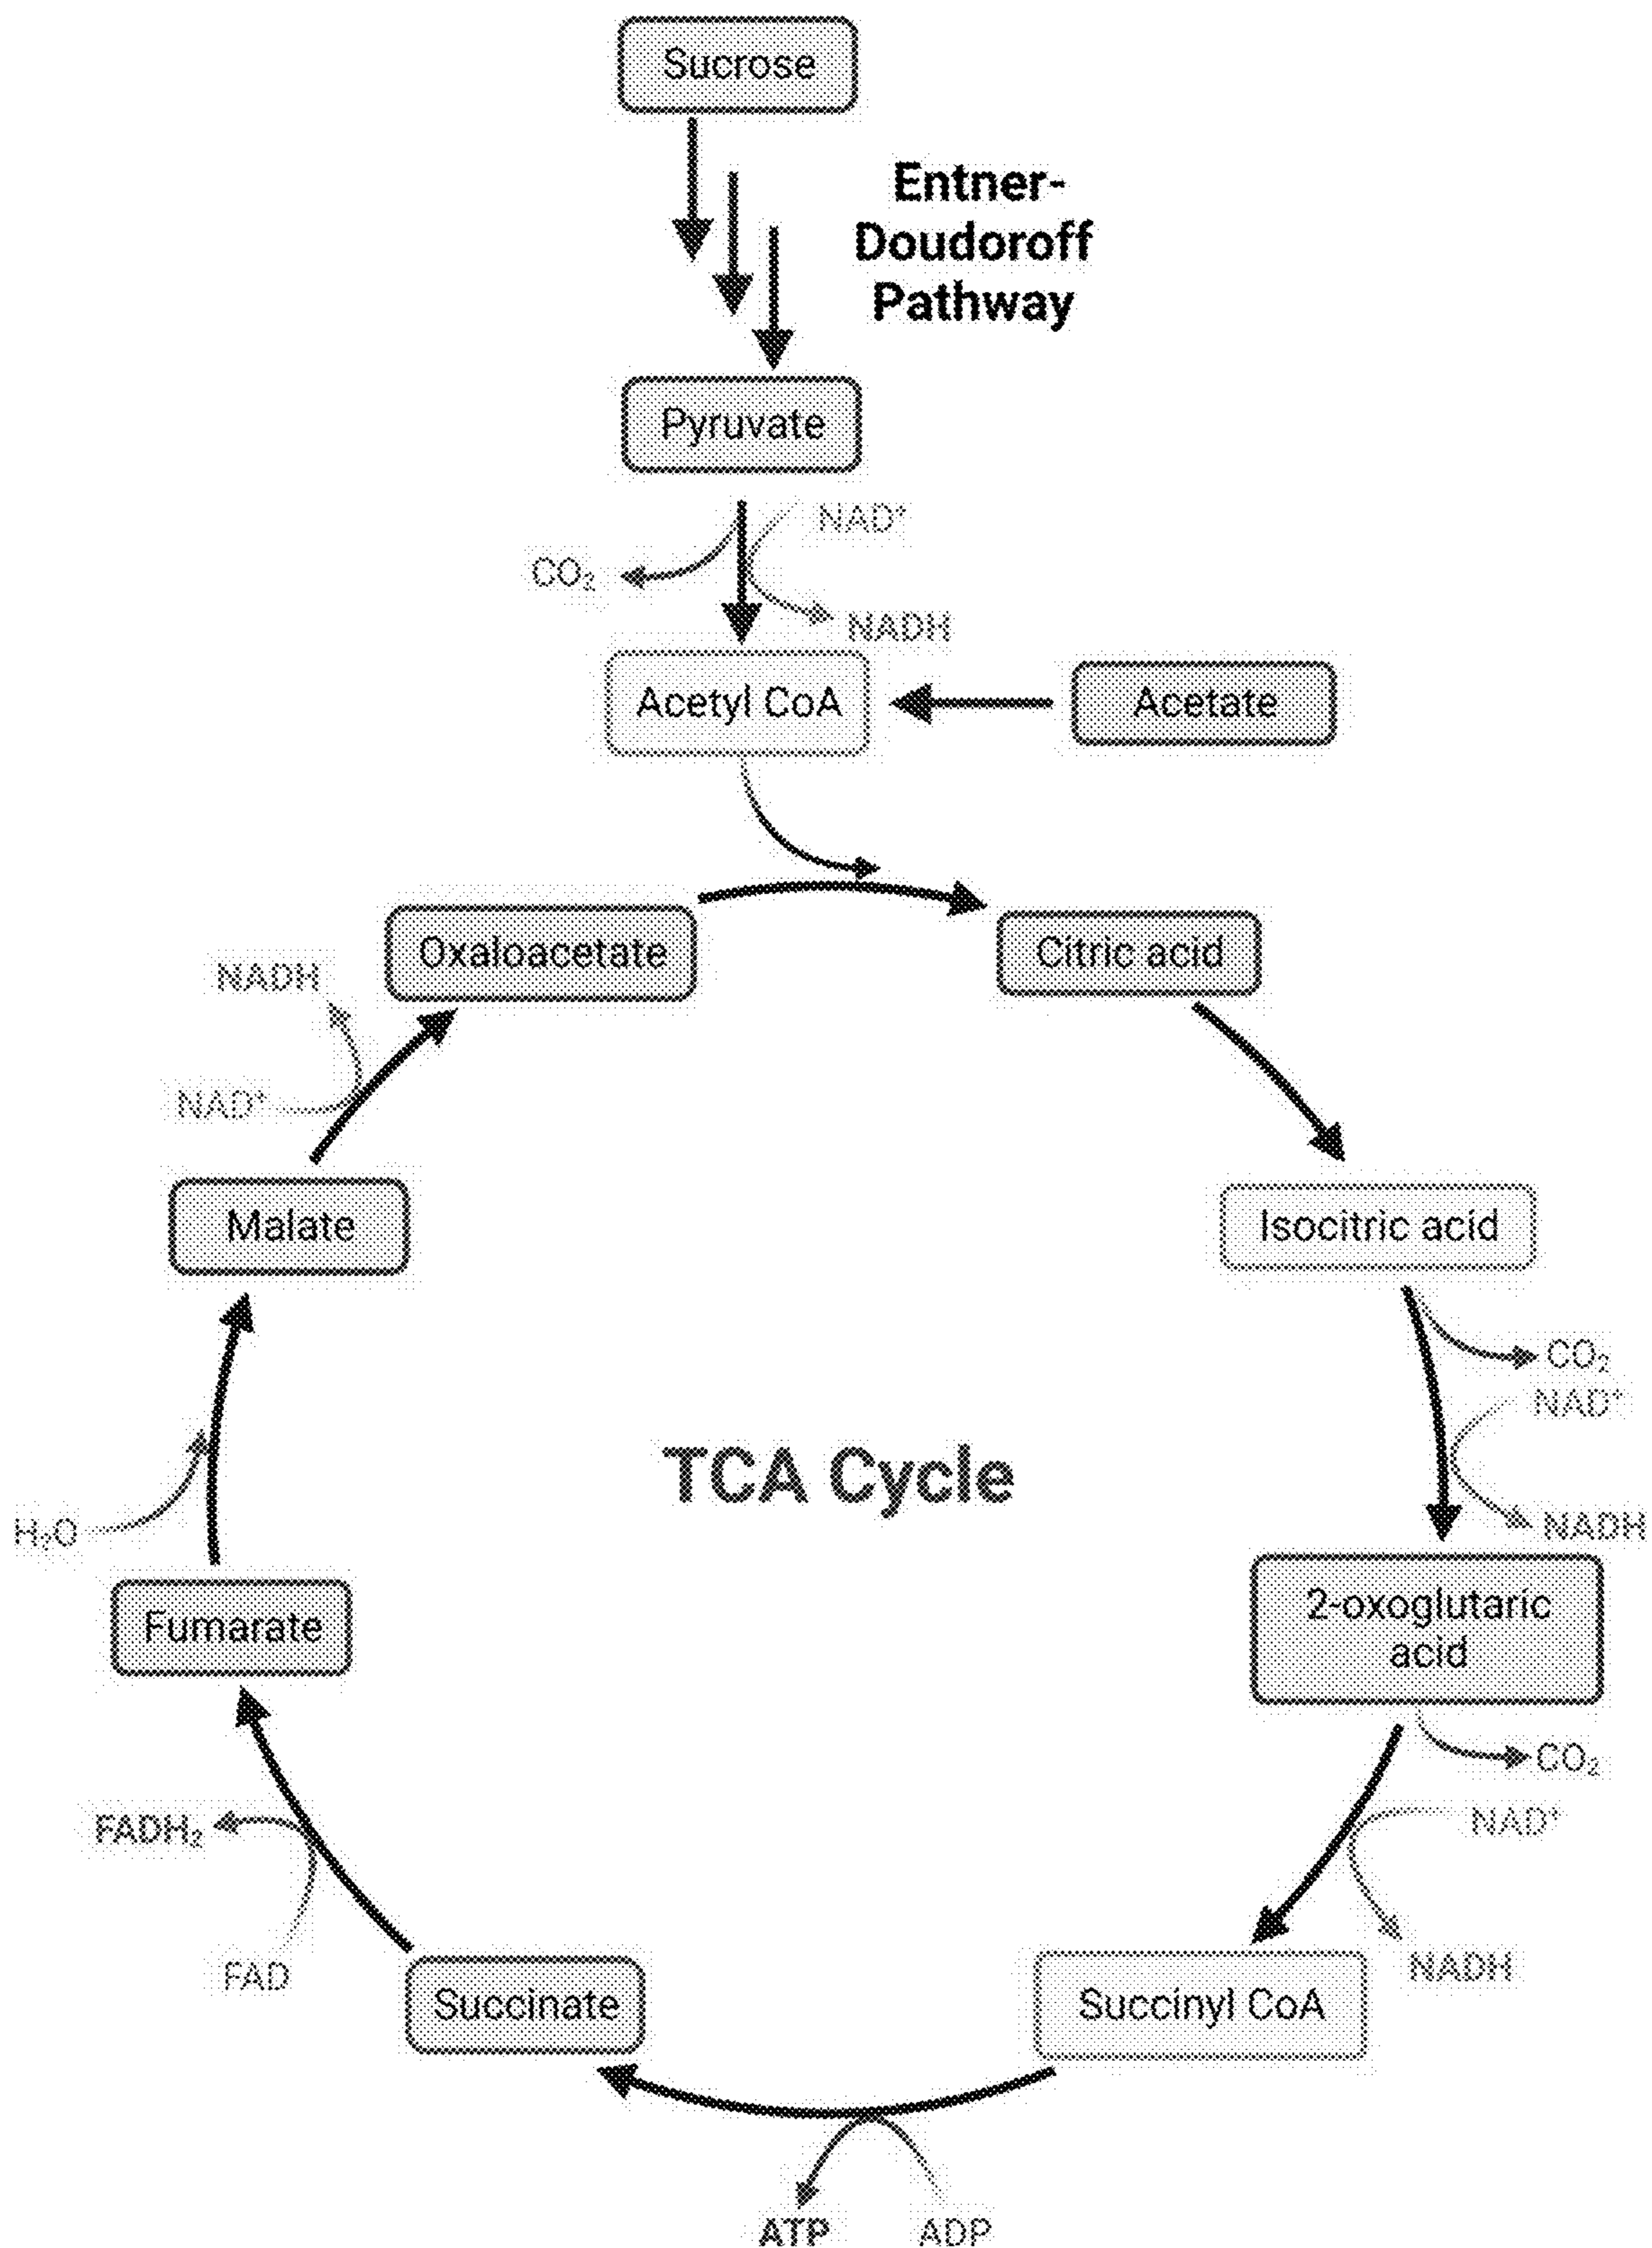 Sucrose
Entner-
Doudoroff
Pathway
Pyruvate
NAD⁺
CO₂
NADH
Acetyl CoA
Acetate
Oxaloacetate
Citric acid
NADH
NAD⁺
Malate
Isocitric acid
CO₂
NAD⁺
TCA Cycle
H₂O
NADH
Fumarate
2-oxoglutaric
acid
CO₂
FADH₂
NAD⁺
FAD
NADH
Succinate
Succinyl CoA
ATP
ADP